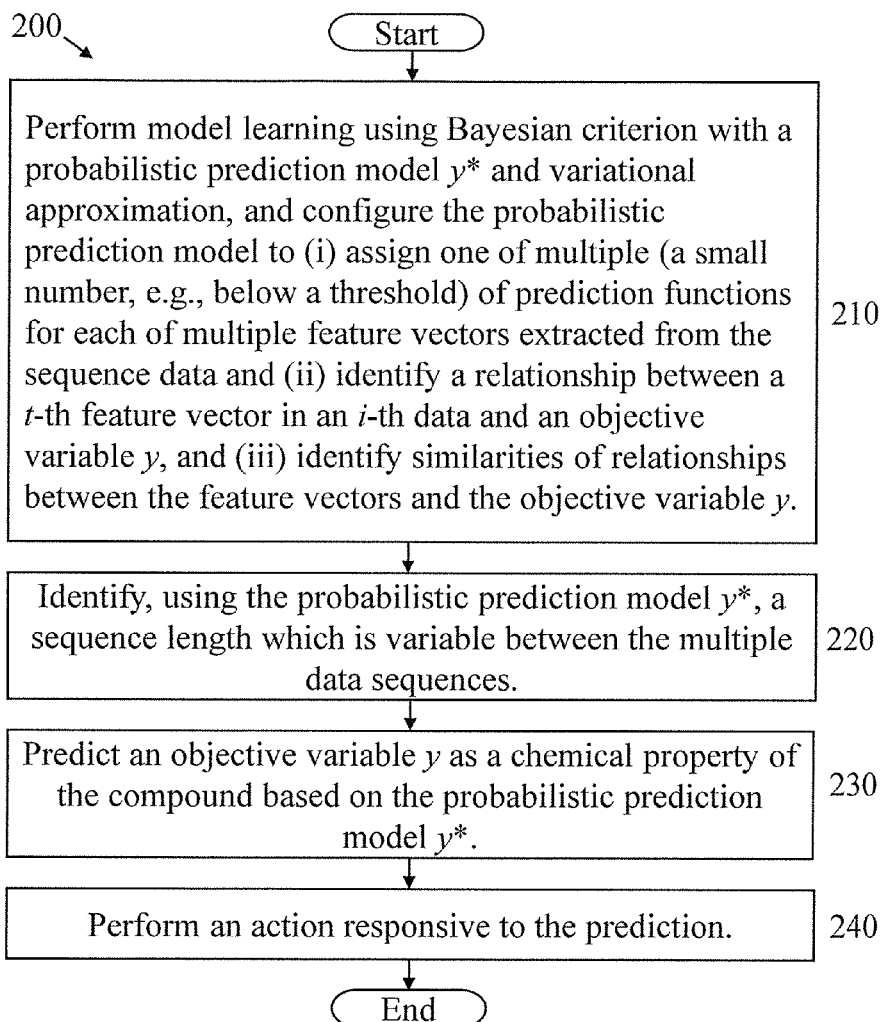 200
Start
Perform model learning using Bayesian criterion with a
probabilistic prediction model y* and variational
approximation, and configure the probabilistic
prediction model to (i) assign one of multiple (a small
number, e.g., below a threshold) of prediction functions
for each of multiple feature vectors extracted from the
sequence data and (ii) identify a relationship between a
t-th feature vector in an i-th data and an objective
variable y, and (iii) identify similarities of relationships
between the feature vectors and the objective variable y.
210
Identify, using the probabilistic prediction model y*, a
sequence length which is variable between the multiple
data sequences.
220
Predict an objective variable y as a chemical property of
the compound based on the probabilistic prediction
model y*.
230
Perform an action responsive to the prediction.
240
End